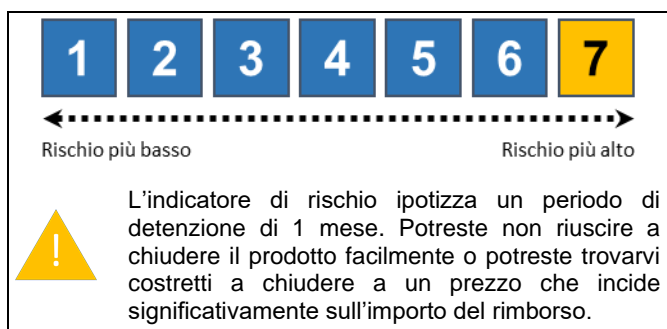 1 2 3 4 5 6 7
Rischio più basso Rischio più alto
L’indicatore di rischio ipotizza un periodo di
detenzione di 1 mese. Potreste non riuscire a
chiudere il prodotto facilmente o potreste trovarvi
costretti a chiudere a un prezzo che incide
significativamente sull’importo del rimborso.
!